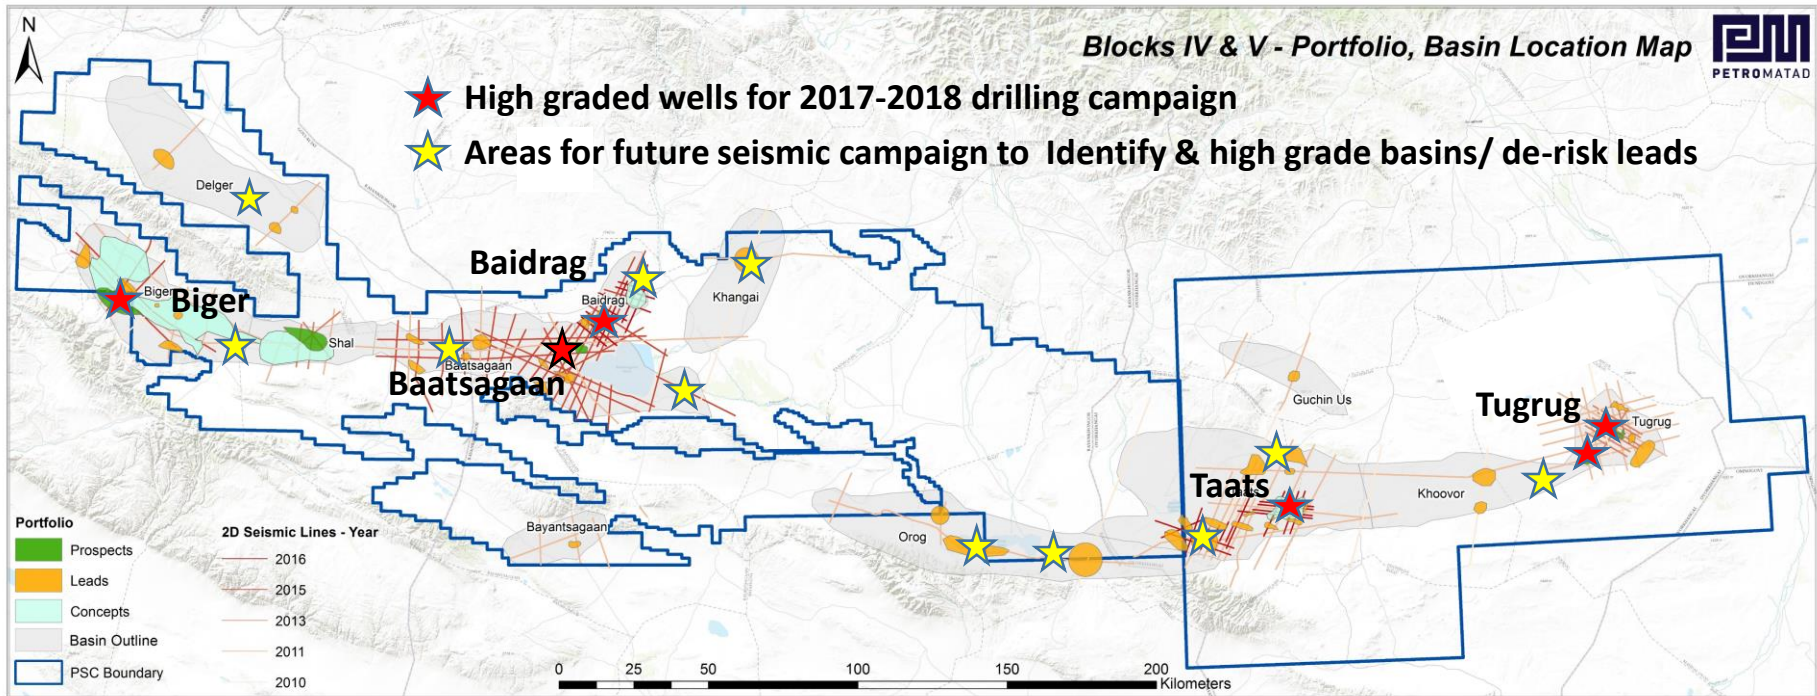 N
Blocks IV & V - Portfolio, Basin Location Map
PETROMATAD
High graded wells for 2017-2018 drilling campaign
Areas for future seismic campaign to Identify & high grade basins/ de-risk leads
Delger
Baidrag
Biger
Biger
Baidrag
Khangai
Shal
Baatsagaan
Baatsagaan
Guchin Us
Tugrug
Tugrug
Taats
Khoovor
Bayantsagaan
Orog
Portfolio
Prospects
Leads
Concepts
Basin Outline
PSC Boundary
2D Seismic Lines - Year
2016
2015
2013
2011
2010
0 25 50 100 150 200
Kilometers